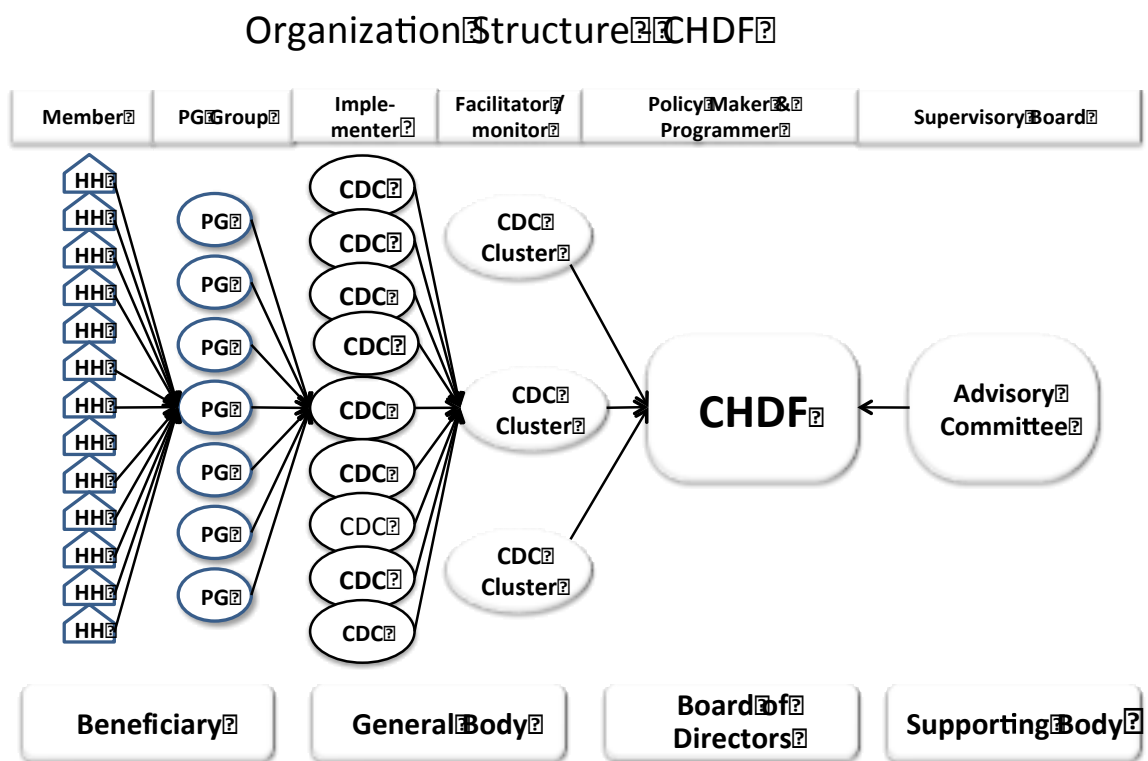 Organization Structure - CHDF
Member
PG Group
Imple-
menter
Facilitator /
monitor
Policy Maker &
Programmer
Supervisory Board
HH
HH
HH
HH
HH
HH
HH
HH
HH
HH
HH
HH
HH
PG
PG
PG
PG
PG
PG
PG
CDC
CDC
CDC
CDC
CDC
CDC
CDC
CDC
CDC
CDC
Cluster
CDC
Cluster
CDC
Cluster
CHDF
Advisory
Committee
Beneficiary
General Body
Board of
Directors
Supporting Body